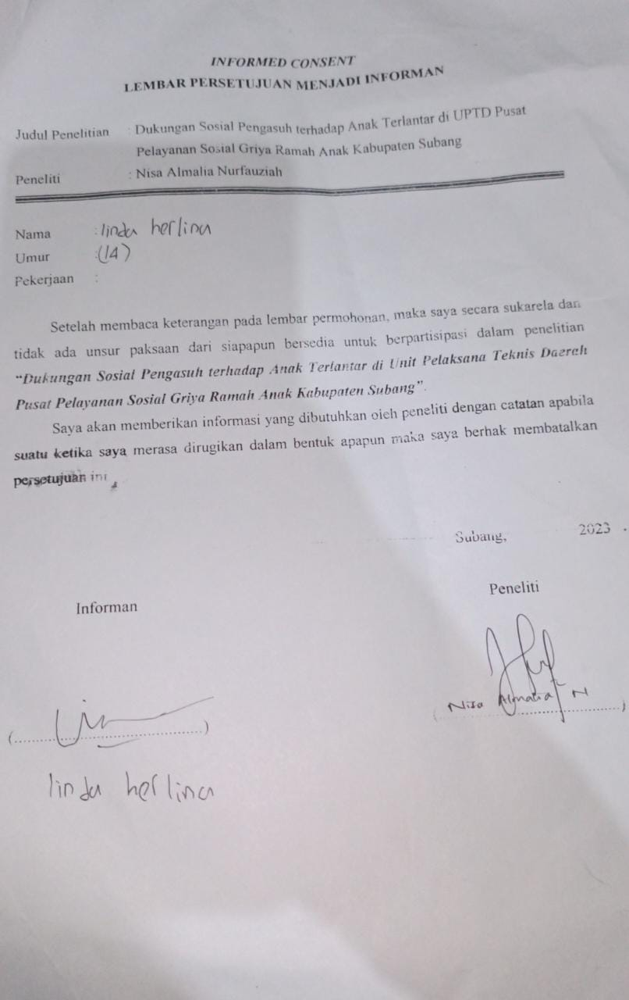 INFORMED CONSENT
LEMBAR PERSETUJUAN MENJADI INFORMAN
Judul Penelitian : Dukungan Sosial Pengasuh terhadap Anak Terlantar di UPTD Pusat
Pelayanan Sosial Griya Ramah Anak Kabupaten Subang
Peneliti : Nisa Almalia Nurfauziah
Nama : linda herlina
Umur : (14)
Pekerjaan :
Setelah membaca keterangan pada lembar permohonan, maka saya secara sukarela dan
tidak ada unsur paksaan dari siapapun bersedia untuk berpartisipasi dalam penelitian
“Dukungan Sosial Pengasuh terhadap Anak Terlantar di Unit Pelaksana Teknis Daerah
Pusat Pelayanan Sosial Griya Ramah Anak Kabupaten Subang”.
Saya akan memberikan informasi yang dibutuhkan oleh peneliti dengan catatan apabila
suatu ketika saya merasa dirugikan dalam bentuk apapun maka saya berhak membatalkan
persetujuan ini.
Subang, 2023
Peneliti
Informan
Nisa Almalia N
(..............................)
linda herlina